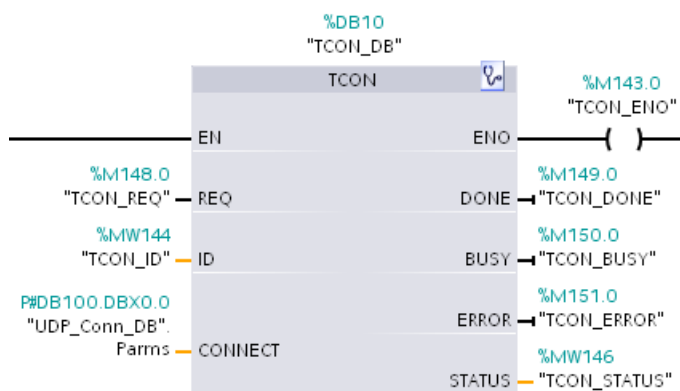 %DB10
"TCON_DB"
TCON
%M143.0
"TCON_ENO"
EN
ENO
%M148.0
"TCON_REQ"
REQ
%M149.0
DONE
"TCON_DONE"
%MW144
"TCON_ID"
ID
%M150.0
BUSY
"TCON_BUSY"
P#DB100.DBX0.0
"UDP_Conn_DB".
Parms
CONNECT
%M151.0
ERROR
"TCON_ERROR"
%MW146
STATUS
"TCON_STATUS"